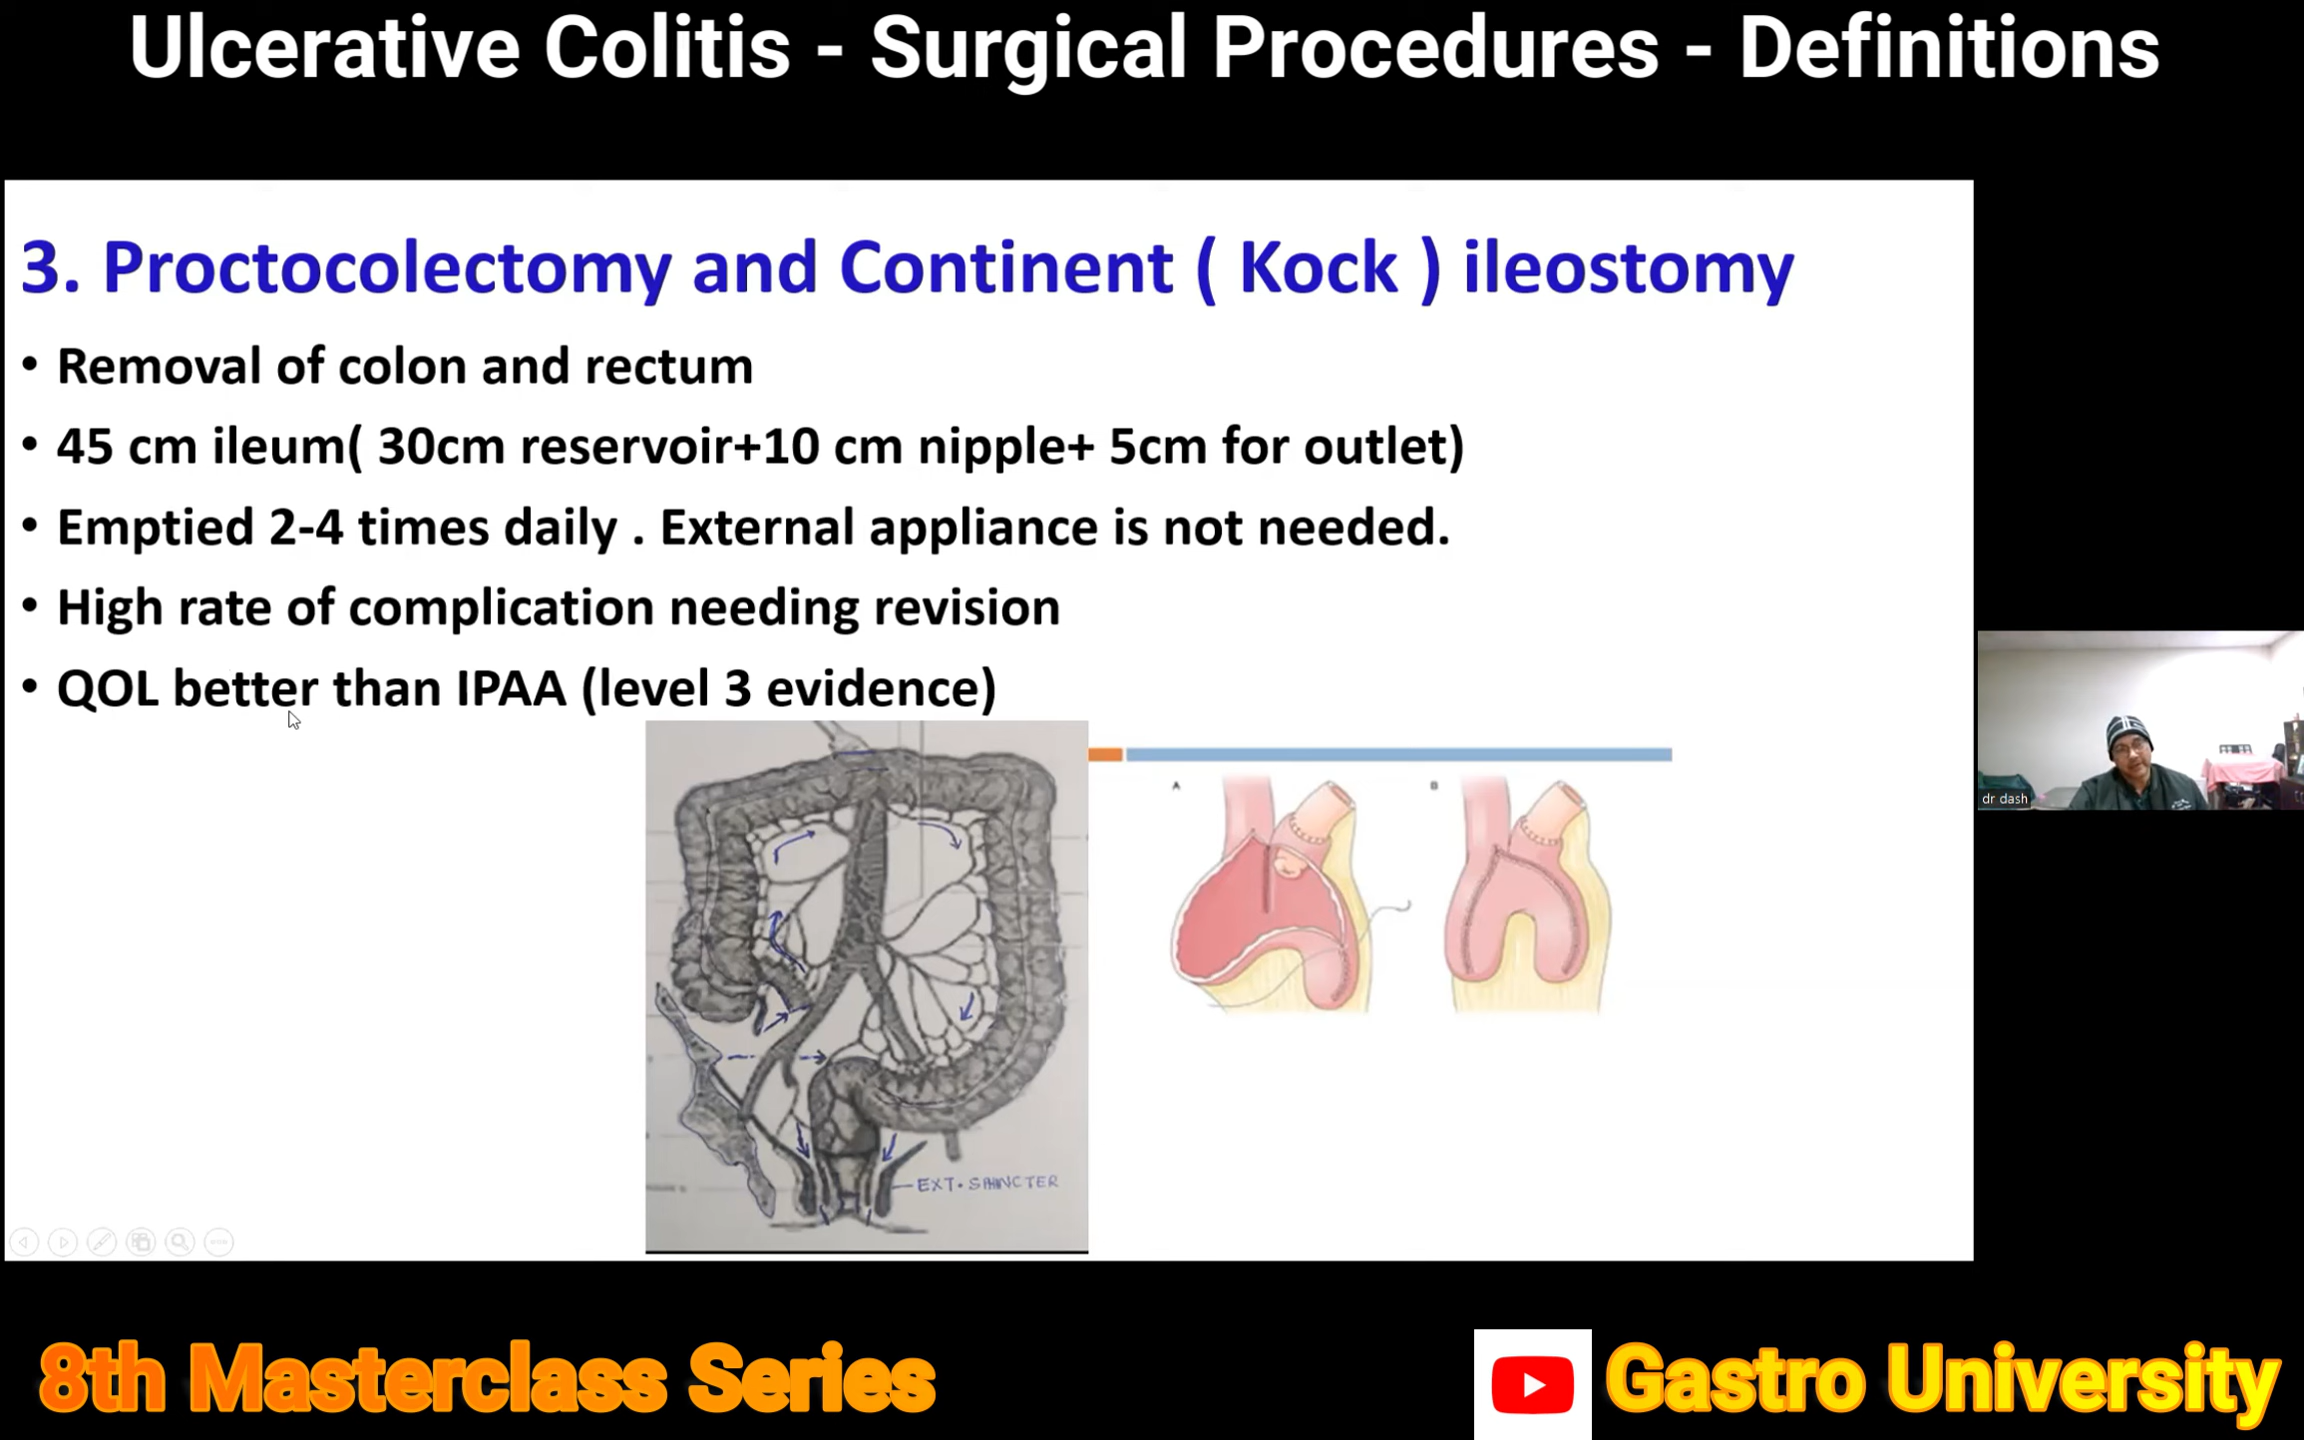 Ulcerative Colitis - Surgical Procedures - Definitions
3. Proctocolectomy and Continent ( Kock ) ileostomy
• Removal of colon and rectum
• 45 cm ileum( 30cm reservoir+10 cm nipple+ 5cm for outlet)
• Emptied 2-4 times daily . External appliance is not needed.
• High rate of complication needing revision
• QOL better than IPAA (level 3 evidence)
A
B
dr dash
EXT. SPHINCTER
8th Masterclass Series
Gastro University